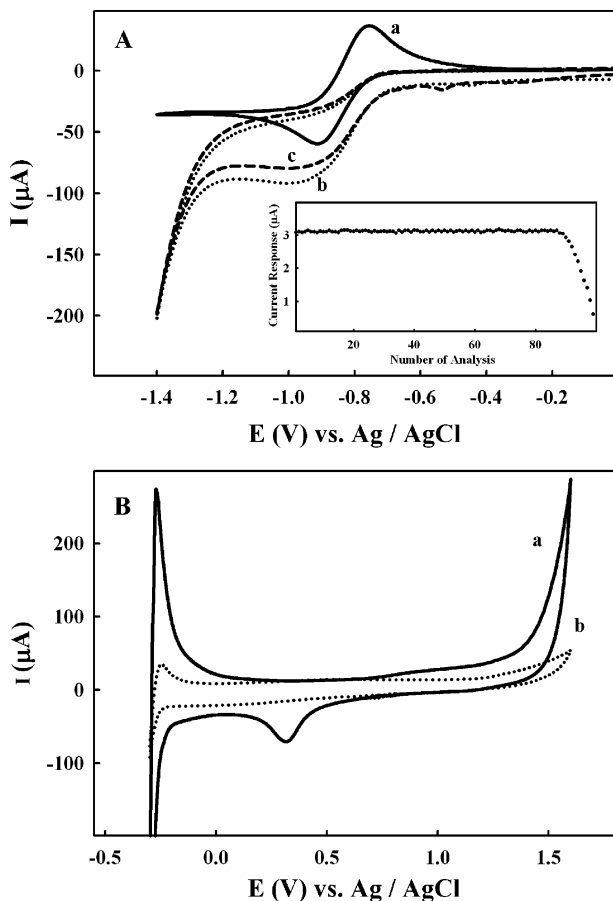 A
a
0
-50
-100
-150
-200
I (µA)
c
b
Current Response (µA)
3
2
1
20
40
60
80
Number of Analysis
-1.4
-1.2
-1.0
-0.8
-0.6
-0.4
-0.2
E (V) vs. Ag / AgCl
B
a
b
200
100
0
-100
I (µA)
-0.5
0.0
0.5
1.0
1.5
E (V) vs. Ag / AgCl